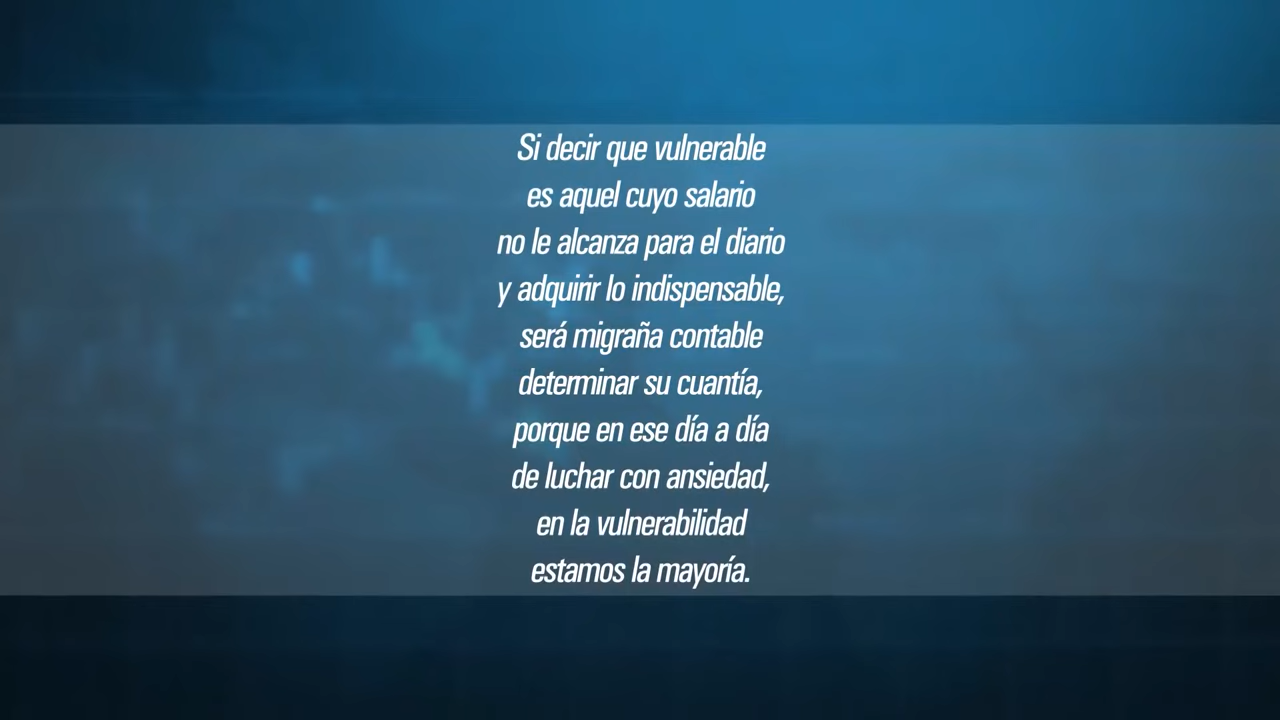 Si decir que vulnerable
es aquel cuyo salario
no le alcanza para el diario
y adquirir lo indispensable,
será migraña contable
determinar su cuantía,
porque en ese día a día
de luchar con ansiedad,
en la vulnerabilidad
estamos la mayoría.